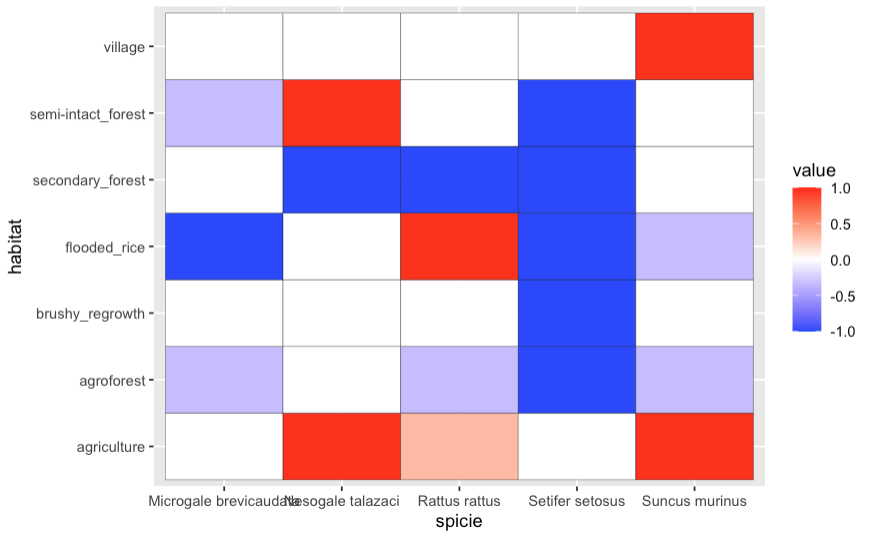 village
semi-intact_forest
secondary_forest
flooded_rice
brushy_regrowth
agroforest
agriculture
habitat
Microgale brevicaudata Nesogale talazaci Rattus rattus Setifer setosus Suncus murinus
spicie
value
1.0
0.5
0.0
-0.5
-1.0